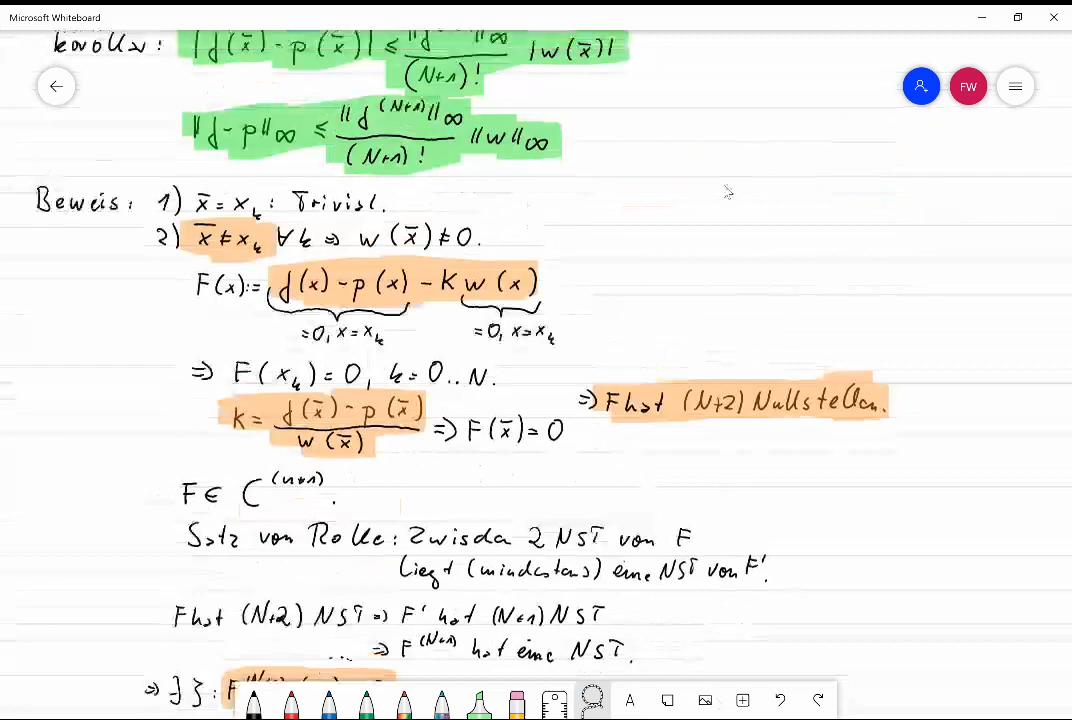 Microsoft Whiteboard
Korollar: |f(x̄) - p(x̄)| ≤ ‖f ‖∞ / (N+1)! |w(x̄)|
FW
‖f - p‖∞ ≤ ‖f^(N+1)‖∞ / (N+1)! ‖w‖∞
Beweis: 1) x̄ = x_k : Trivial.
2) x̄ ≠ x_k ∀k ⇒ w(x̄) ≠ 0.
F(x) := f(x) - p(x) - K w(x)
=0, x=x_k =0, x=x_k
⇒ F(x_k) = 0, k = 0..N.
K = f(x̄) - p(x̄) / w(x̄) ⇒ F(x̄) = 0 ⇒ F hat (N+2) Nullstellen.
F ∈ C^(n+1).
Satz von Rolle: Zwischen 2 NST von F
liegt (mindestens) eine NST von F'.
F hat (N+2) NST ⇒ F' hat (N+1) NST
... ⇒ F^(N+1) hat eine NST.
⇒ ∃ ξ : F
A